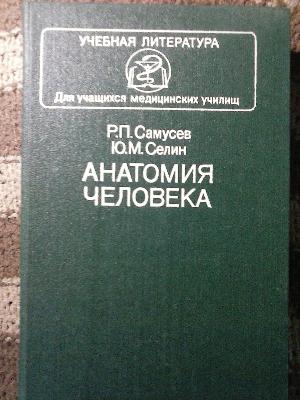 УЧЕБНАЯ ЛИТЕРАТУРА
Для учащихся медицинских училищ
Р.П. Самусев
Ю.М. Селин
АНАТОМИЯ
ЧЕЛОВЕКА